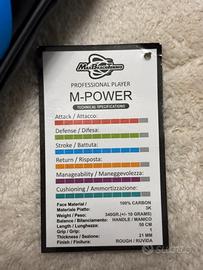 PROFESSIONAL PLAYER
M-POWER
TECHNICAL SPECIFICATIONS
Attack / Attacco:
Defense / Difesa:
Stroke / Battuta:
Return / Risposta:
Manageability / Maneggevolezza:
Cushioning / Ammortizzazione:
Face Material / 100% CARBON
Materiale Piatto: 3K
Weight / Peso: 340GR.(+/- 10 GRAMS)
Balance / Bilanciamento: HANDLE / MANICO
Length / Lunghezza: 50 CM
Grip / Grip:
Thickness / Sezione: 21 MM
Finish / Finitura: ROUGH / RUVIDA